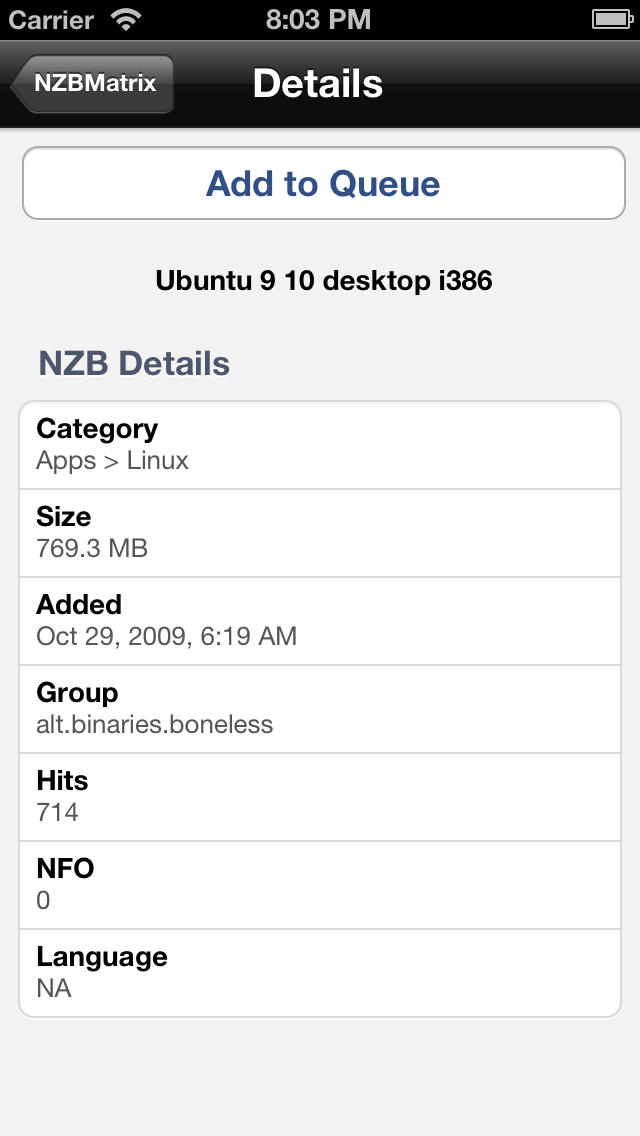 Carrier 8:03 PM
NZBMatrix Details
Add to Queue
Ubuntu 9 10 desktop i386
NZB Details
Category
Apps > Linux
Size
769.3 MB
Added
Oct 29, 2009, 6:19 AM
Group
alt.binaries.boneless
Hits
714
NFO
0
Language
NA